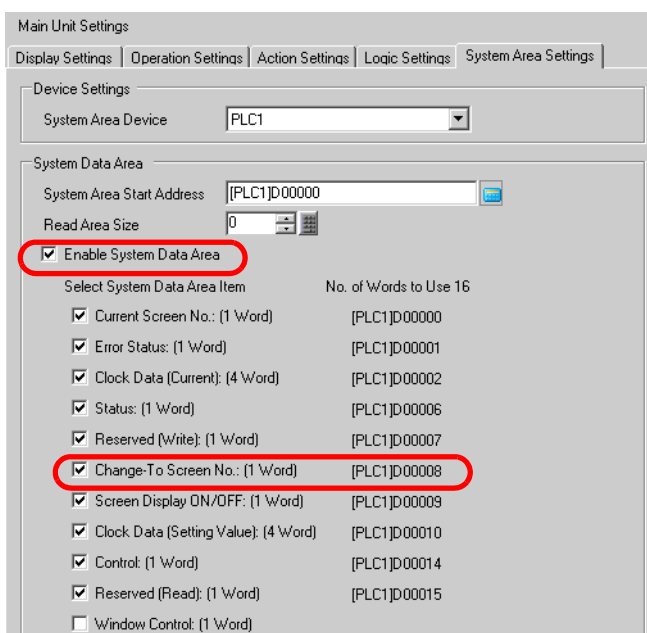 Main Unit Settings
Display Settings Operation Settings Action Settings Logic Settings System Area Settings
Device Settings
System Area Device PLC1
System Data Area
System Area Start Address [PLC1]D00000
Read Area Size 0
Enable System Data Area
Select System Data Area Item No. of Words to Use 16
Current Screen No.: (1 Word) [PLC1]D00000
Error Status: (1 Word) [PLC1]D00001
Clock Data (Current): (4 Word) [PLC1]D00002
Status: (1 Word) [PLC1]D00006
Reserved (Write): (1 Word) [PLC1]D00007
Change-To Screen No.: (1 Word) [PLC1]D00008
Screen Display ON/OFF: (1 Word) [PLC1]D00009
Clock Data (Setting Value): (4 Word) [PLC1]D00010
Control: (1 Word) [PLC1]D00014
Reserved (Read): (1 Word) [PLC1]D00015
Window Control: (1 Word)